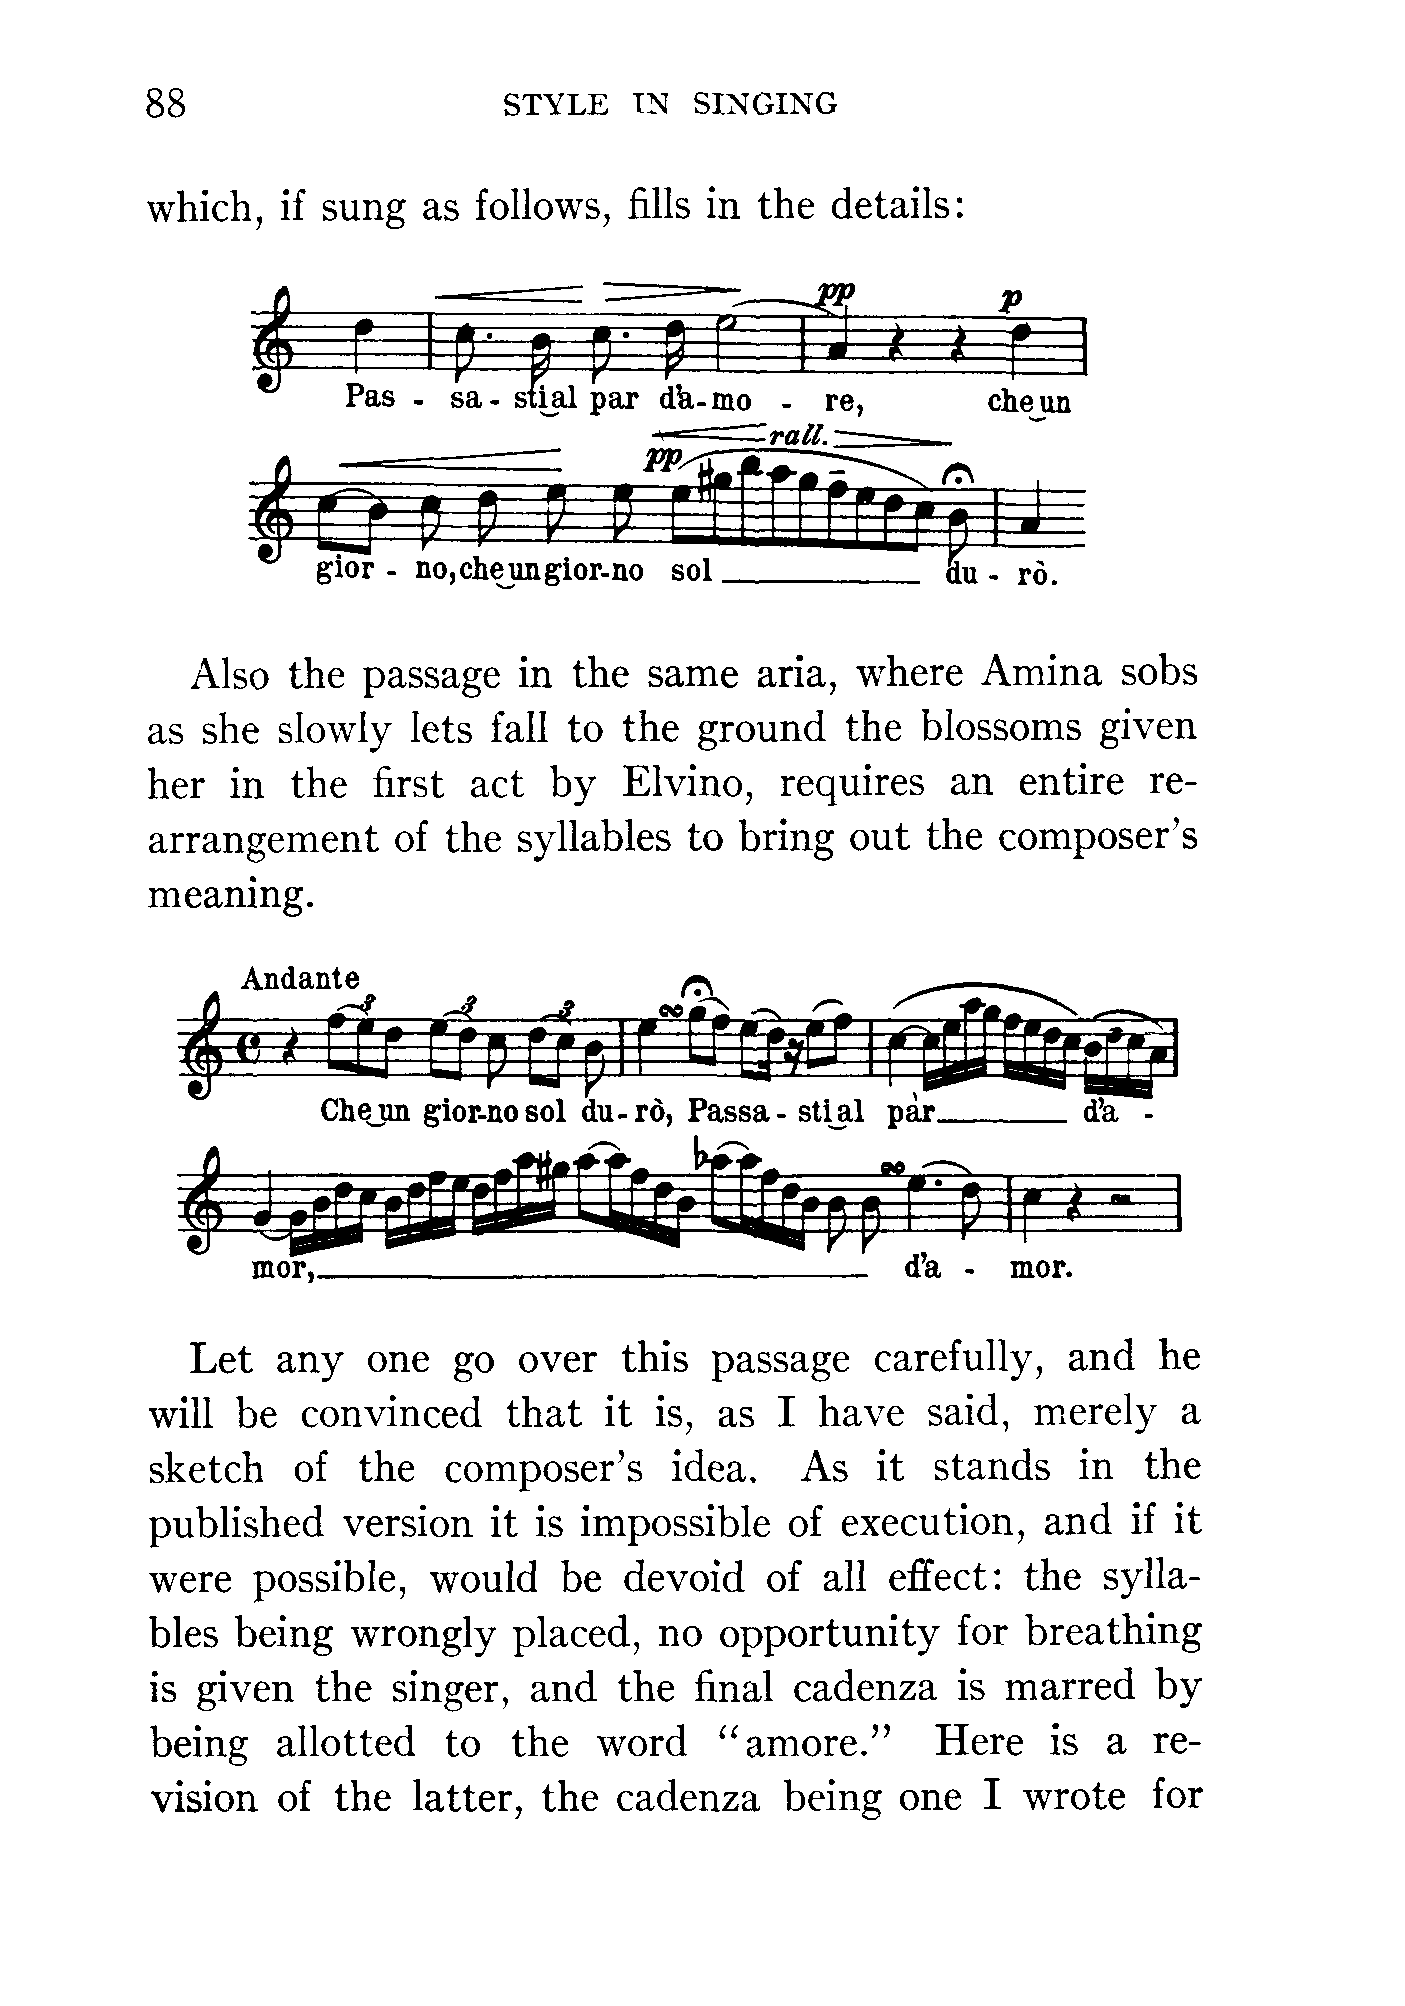 88 STYLE IN SINGING
which, if sung as follows, fills in the details:
pp p
Pas - sa - stial par d'a - mo - re, che un
rall.
pp
gior - no, che un gior-no sol du - rò.
Also the passage in the same aria, where Amina sobs
as she slowly lets fall to the ground the blossoms given
her in the first act by Elvino, requires an entire re-
arrangement of the syllables to bring out the composer's
meaning.
Andante
3 3 3
Che un gior-no sol du - rò, Passa - sti al par d'a -
mor, d'a - mor.
Let any one go over this passage carefully, and he
will be convinced that it is, as I have said, merely a
sketch of the composer's idea. As it stands in the
published version it is impossible of execution, and if it
were possible, would be devoid of all effect: the sylla-
bles being wrongly placed, no opportunity for breathing
is given the singer, and the final cadenza is marred by
being allotted to the word "amore." Here is a re-
vision of the latter, the cadenza being one I wrote for